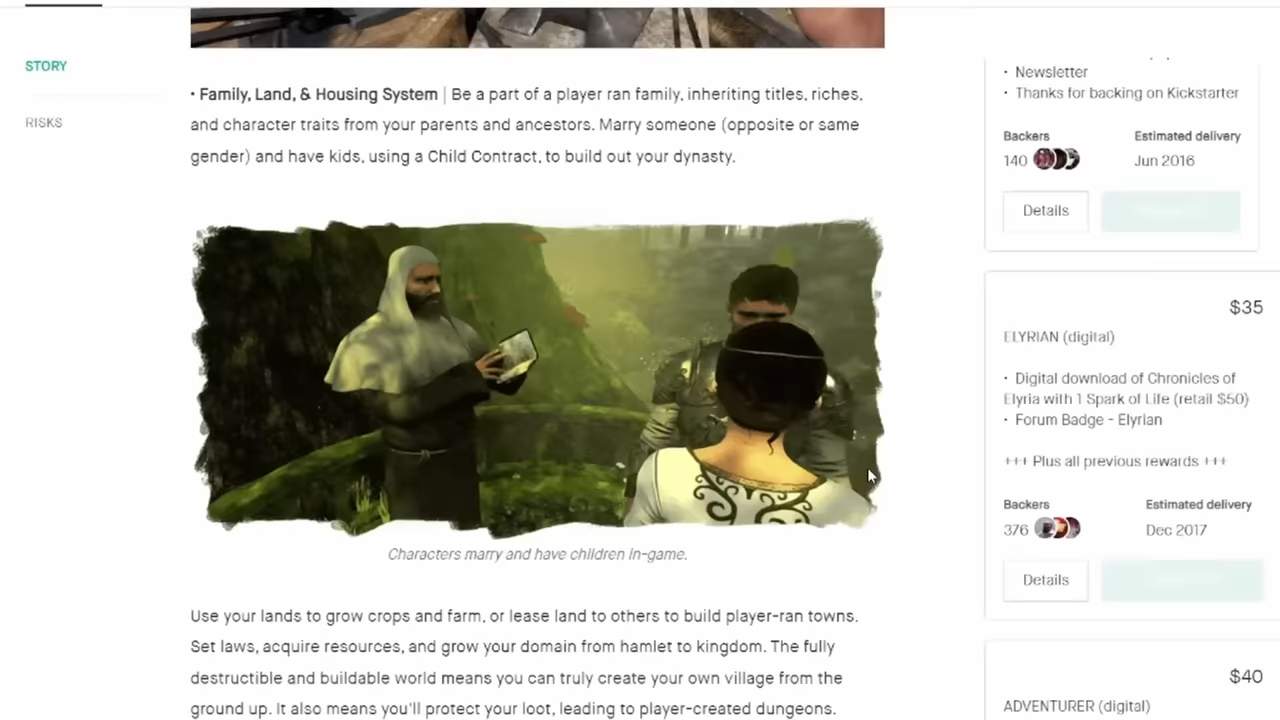 STORY
RISKS
• Family, Land, & Housing System | Be a part of a player ran family, inheriting titles, riches,
and character traits from your parents and ancestors. Marry someone (opposite or same
gender) and have kids, using a Child Contract, to build out your dynasty.
Characters marry and have children in-game.
Use your lands to grow crops and farm, or lease land to others to build player-ran towns.
Set laws, acquire resources, and grow your domain from hamlet to kingdom. The fully
destructible and buildable world means you can truly create your own village from the
ground up. It also means you'll protect your loot, leading to player-created dungeons.
• Newsletter
• Thanks for backing on Kickstarter
Backers
140
Estimated delivery
Jun 2016
Details
$35
ELYRIAN (digital)
• Digital download of Chronicles of
Elyria with 1 Spark of Life (retail $50)
• Forum Badge - Elyrian
+++ Plus all previous rewards +++
Backers
376
Estimated delivery
Dec 2017
Details
$40
ADVENTURER (digital)